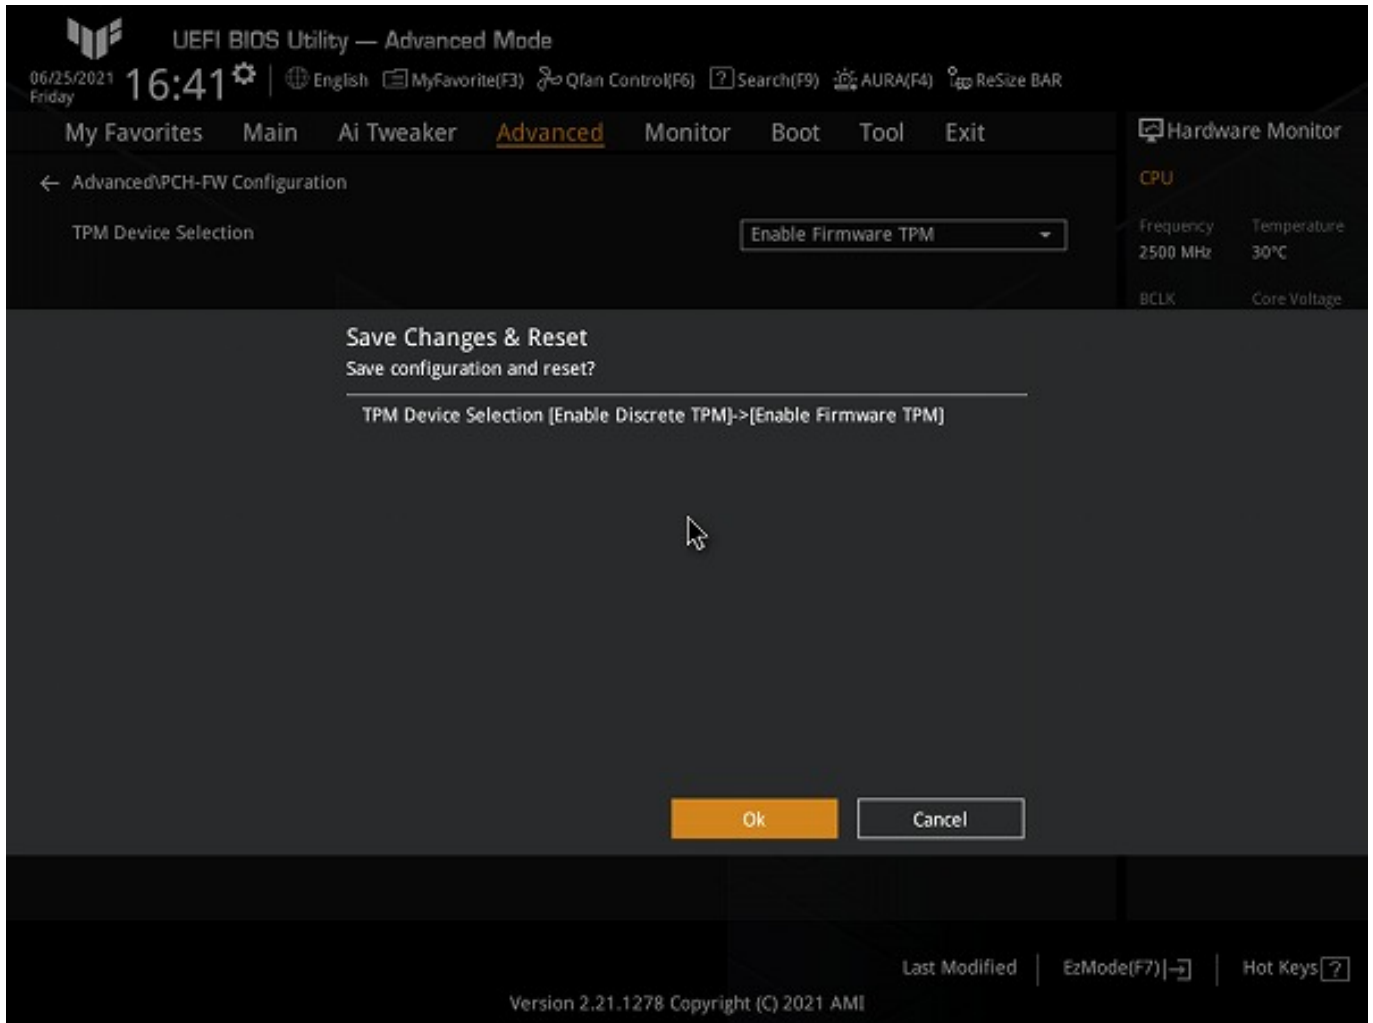 UEFI BIOS Utility — Advanced Mode
06/25/2021
Friday
16:41
English MyFavorite(F3) Qfan Control(F6) ? Search(F9) AURA(F4) ReSize BAR
My Favorites Main Ai Tweaker Advanced Monitor Boot Tool Exit
Hardware Monitor
← Advanced\PCH-FW Configuration
TPM Device Selection Enable Firmware TPM
CPU
Frequency Temperature
2500 MHz 30°C
BCLK Core Voltage
Save Changes & Reset
Save configuration and reset?
TPM Device Selection [Enable Discrete TPM]->[Enable Firmware TPM]
Ok Cancel
Last Modified EzMode(F7) Hot Keys ?
Version 2.21.1278 Copyright (C) 2021 AMI